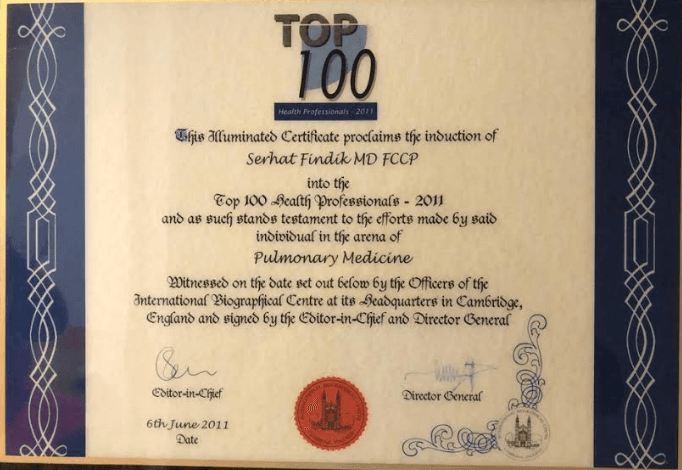 TOP
100
Health Professionals - 2011
This Illuminated Certificate proclaims the induction of
Serhat Findik MD FCCP
into the
Top 100 Health Professionals - 2011
and as such stands testament to the efforts made by said
individual in the arena of
Pulmonary Medicine
Witnessed on the date set out below by the Officers of the
International Biographical Centre at its Headquarters in Cambridge,
England and signed by the Editor-in-Chief and Director General
Editor-in-Chief
Director General
6th June 2011
Date